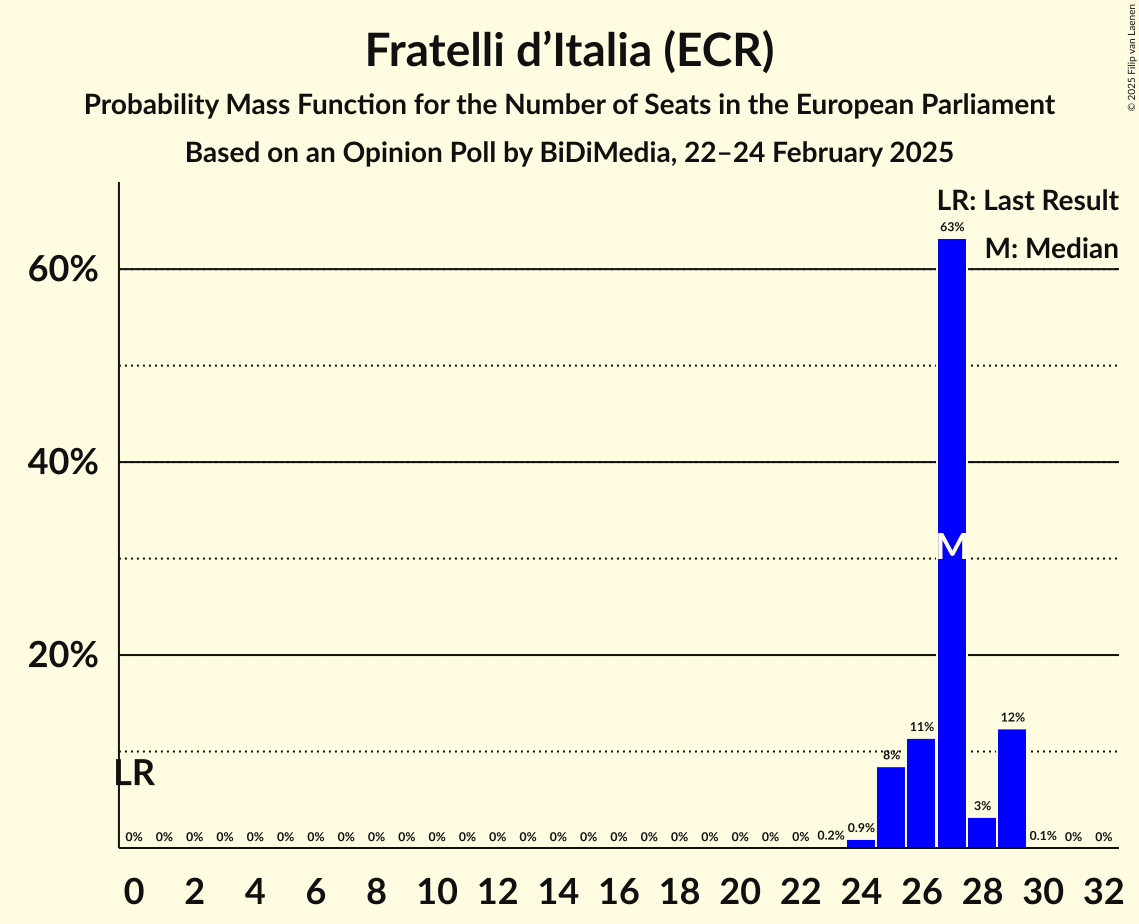 Fratelli d’Italia (ECR)
Probability Mass Function for the Number of Seats in the European Parliament
Based on an Opinion Poll by BiDiMedia, 22–24 February 2025
© 2025 Filip van Laenen
LR: Last Result
M: Median
63%
60%
40%
M
20%
12%
11%
8%
LR
3%
0% 0% 0% 0% 0% 0% 0% 0% 0% 0% 0% 0% 0% 0% 0% 0% 0% 0% 0% 0% 0% 0% 0% 0.2% 0.9% 0.1% 0% 0%
0 2 4 6 8 10 12 14 16 18 20 22 24 26 28 30 32